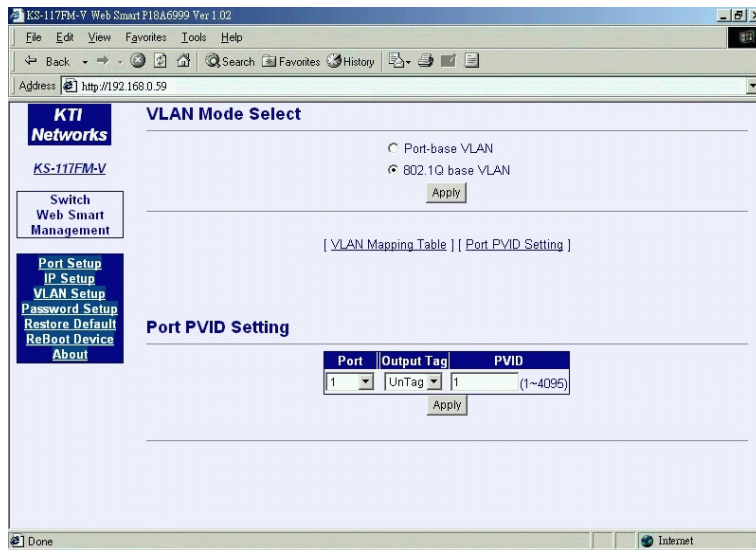 KS-117FM-V Web Smart P18A6999 Ver 1.02
File Edit View Favorites Tools Help
Back Search Favorites History
Address http://192.168.0.59
KTI
Networks
KS-117FM-V
Switch
Web Smart
Management
Port Setup
IP Setup
VLAN Setup
Password Setup
Restore Default
ReBoot Device
About
VLAN Mode Select
Port-base VLAN
802.1Q base VLAN
Apply
[ VLAN Mapping Table ] [ Port PVID Setting ]
Port PVID Setting
Port Output Tag PVID
1 UnTag 1 (1~4095)
Apply
Done Internet